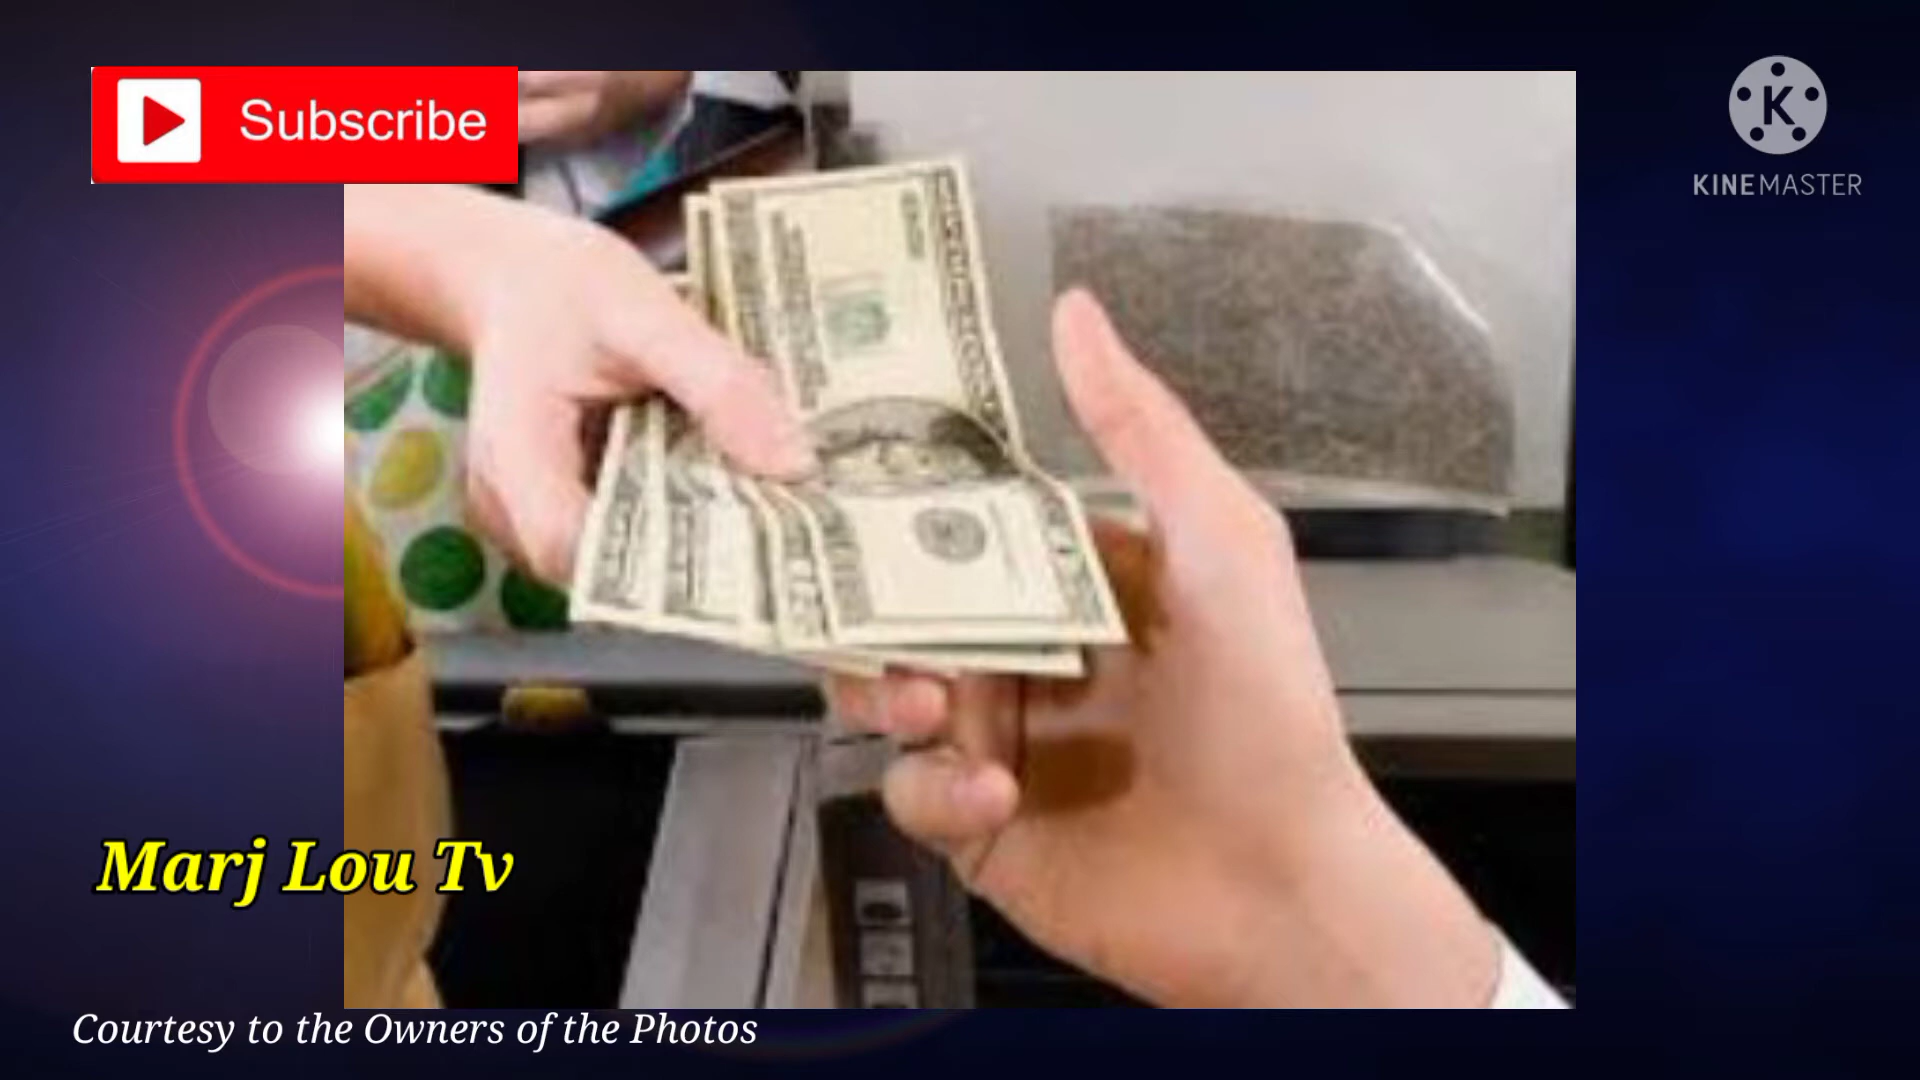 Subscribe
K
KINEMASTER
Marj Lou Tv
Courtesy to the Owners of the Photos